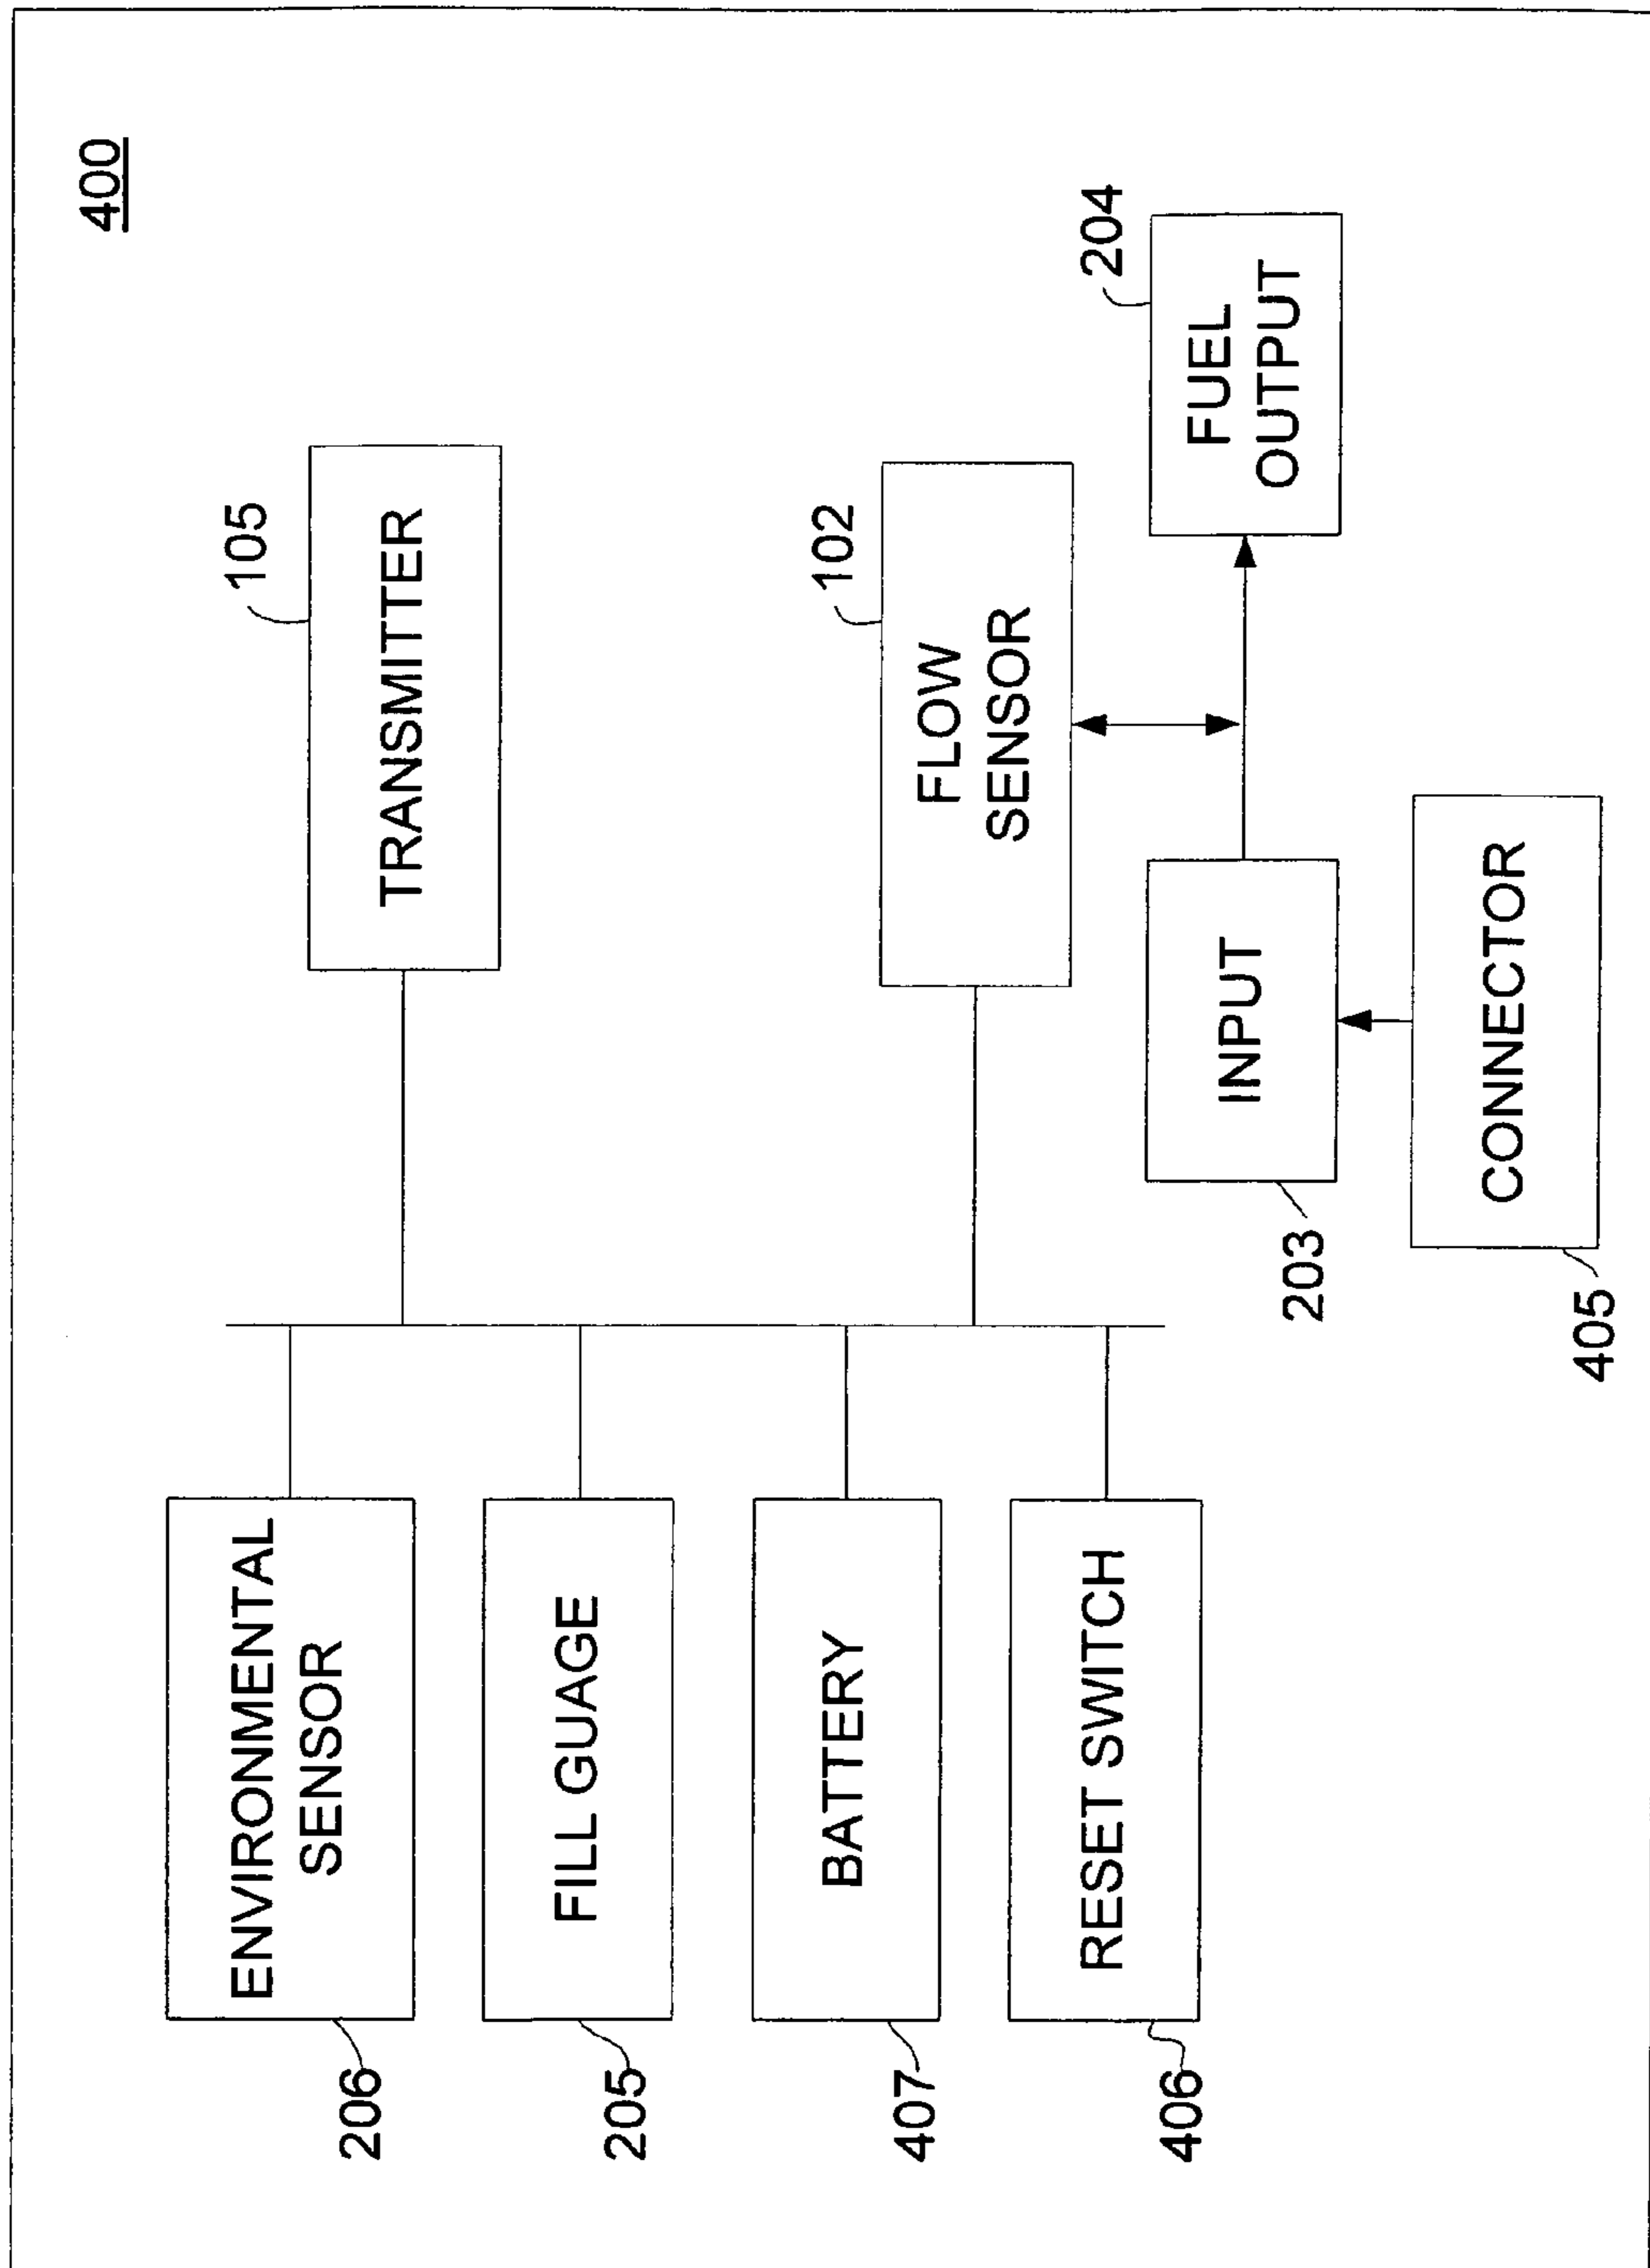 400
105
TRANSMITTER
ENVIRONMENTAL
SENSOR
206
FILL GUAGE
205
BATTERY
407
RESET SWITCH
406
102
FLOW
SENSOR
204
FUEL
OUTPUT
INPUT
203
CONNECTOR
405